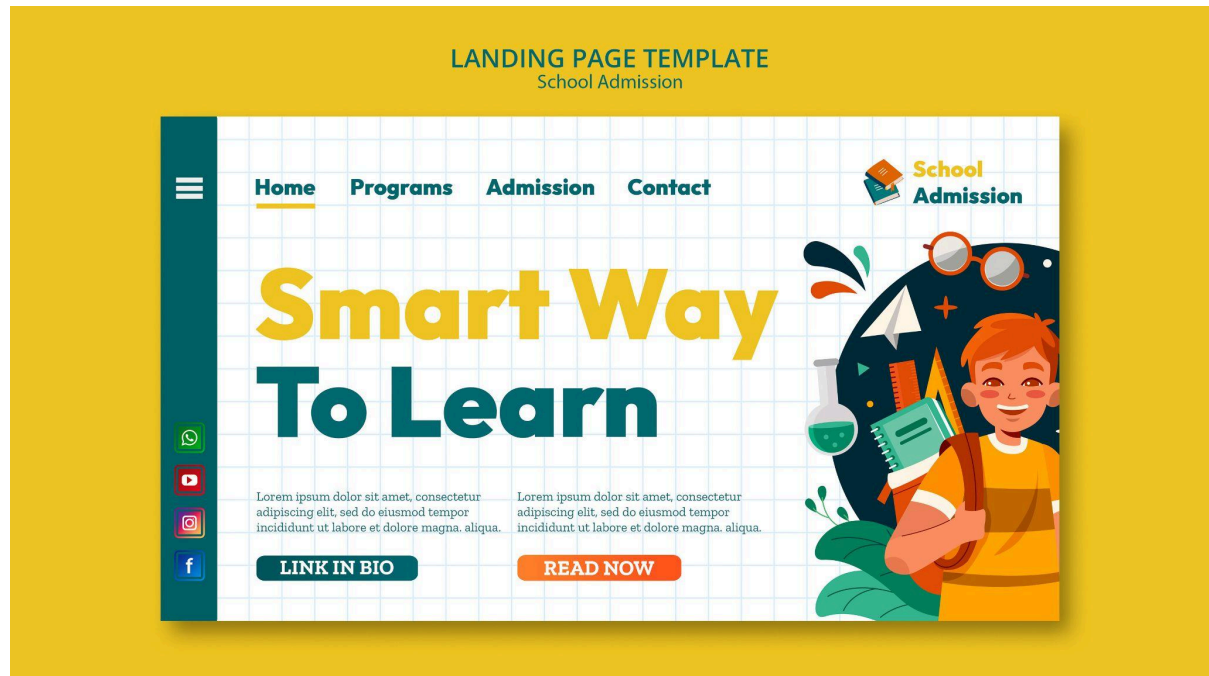 LANDING PAGE TEMPLATE
School Admission
Home Programs Admission Contact
School
Admission
Smart Way
To Learn
Lorem ipsum dolor sit amet, consectetur
adipiscing elit, sed do eiusmod tempor
incididunt ut labore et dolore magna. aliqua.
LINK IN BIO
Lorem ipsum dolor sit amet, consectetur
adipiscing elit, sed do eiusmod tempor
incididunt ut labore et dolore magna. aliqua.
READ NOW